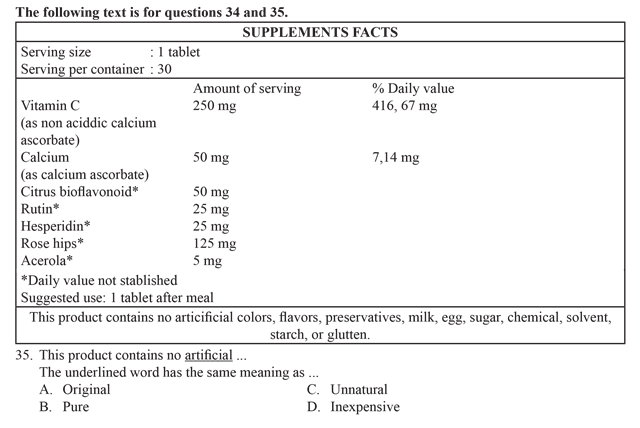 The following text is for questions 34 and 35.
SUPPLEMENTS FACTS
Serving size : 1 tablet
Serving per container : 30
Amount of serving % Daily value
Vitamin C 250 mg 416, 67 mg
(as non aciddic calcium
ascorbate)
Calcium 50 mg 7,14 mg
(as calcium ascorbate)
Citrus bioflavonoid* 50 mg
Rutin* 25 mg
Hesperidin* 25 mg
Rose hips* 125 mg
Acerola* 5 mg
*Daily value not stablished
Suggested use: 1 tablet after meal
This product contains no articificial colors, flavors, preservatives, milk, egg, sugar, chemical, solvent,
starch, or glutten.
35. This product contains no artificial ...
The underlined word has the same meaning as ...
A. Original C. Unnatural
B. Pure D. Inexpensive